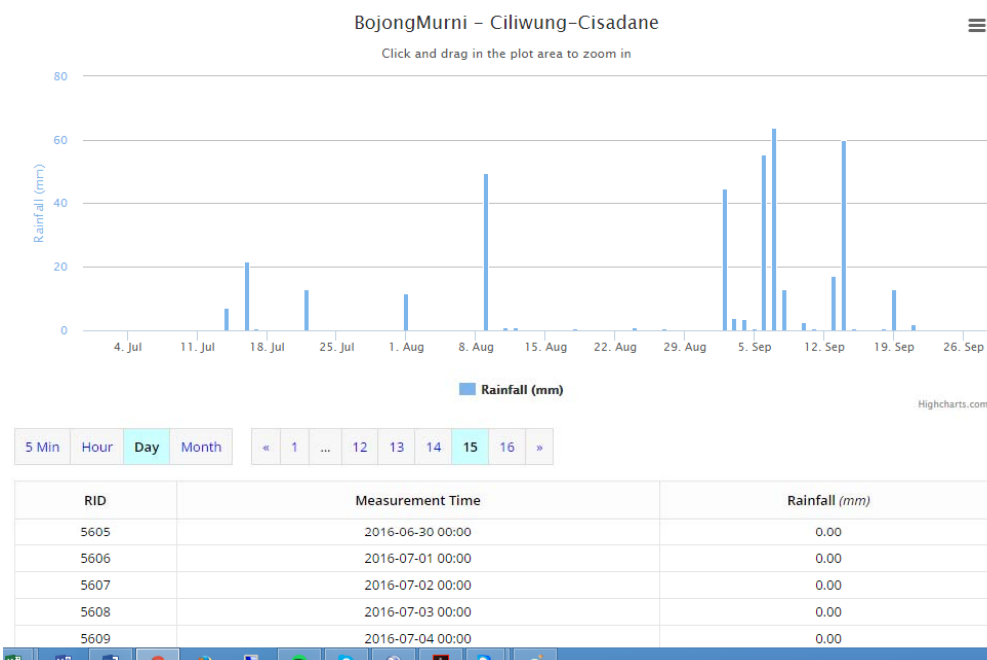 BojongMurni – Ciliwung-Cisadane
Click and drag in the plot area to zoom in
80
60
40
20
0
Rainfall (mm)
4. Jul 11. Jul 18. Jul 25. Jul 1. Aug 8. Aug 15. Aug 22. Aug 29. Aug 5. Sep 12. Sep 19. Sep 26. Sep
Rainfall (mm)
Highcharts.com
5 Min Hour Day Month « 1 ... 12 13 14 15 16 »
RID Measurement Time Rainfall (mm)
5605 2016-06-30 00:00 0.00
5606 2016-07-01 00:00 0.00
5607 2016-07-02 00:00 0.00
5608 2016-07-03 00:00 0.00
5609 2016-07-04 00:00 0.00